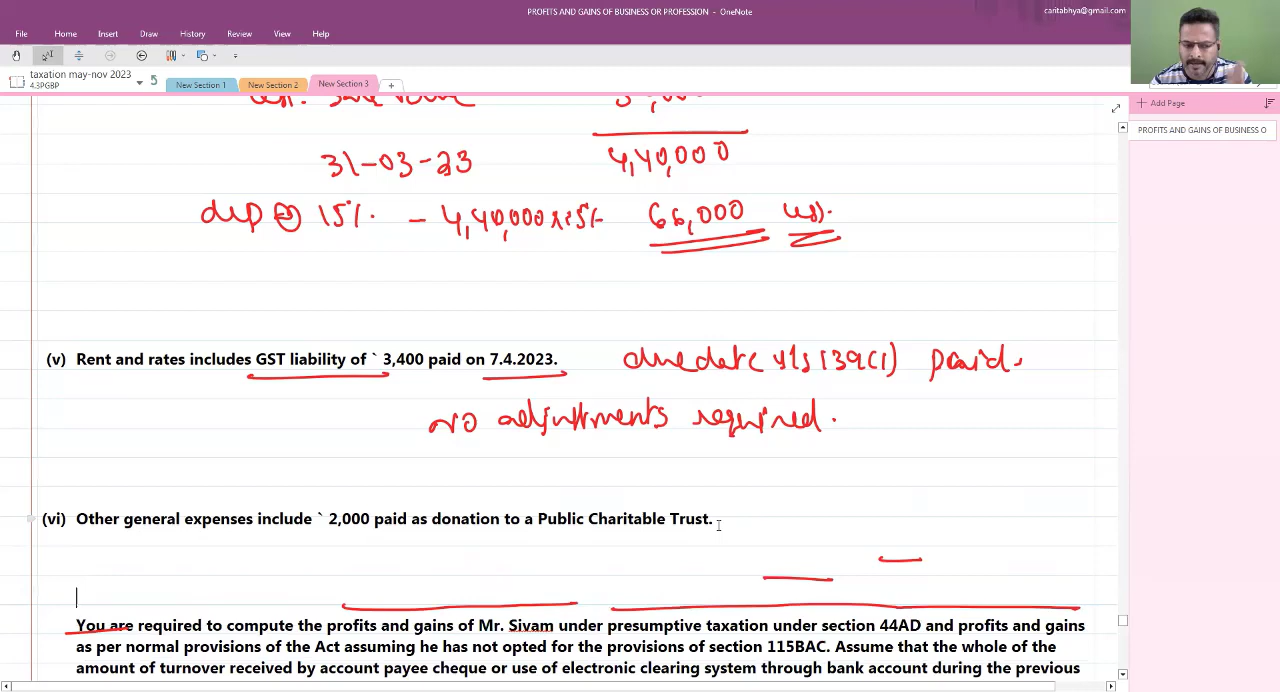 PROFITS AND GAINS OF BUSINESS OR PROFESSION - OneNote
caritabhya@gmail.com
File Home Insert Draw History Review View Help
taxation may-nov 2023
4.3PGBP
5
New Section 1 New Section 2 New Section 3 +
Add Page
PROFITS AND GAINS OF BUSINESS O
31-03-23 4,40,000
dep @ 15%. - 4,40,000x15% 66,000
(v) Rent and rates includes GST liability of ` 3,400 paid on 7.4.2023. due date u/s 139(1) paid.
no adjustments required.
(vi) Other general expenses include ` 2,000 paid as donation to a Public Charitable Trust.
You are required to compute the profits and gains of Mr. Sivam under presumptive taxation under section 44AD and profits and gains
as per normal provisions of the Act assuming he has not opted for the provisions of section 115BAC. Assume that the whole of the
amount of turnover received by account payee cheque or use of electronic clearing system through bank account during the previous